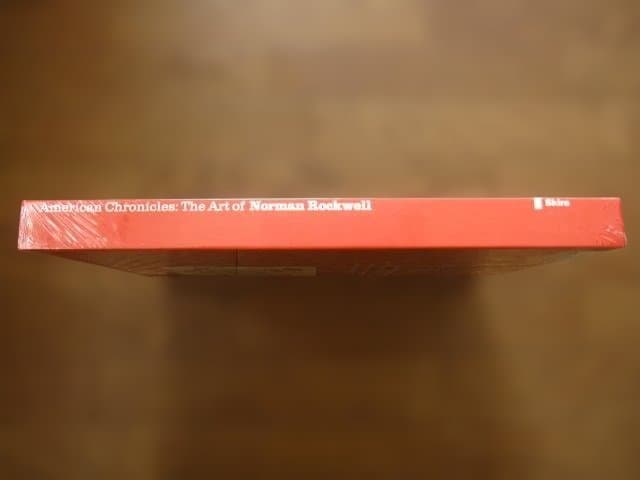 American Chronicles: The Art of Norman Rockwell
Skira